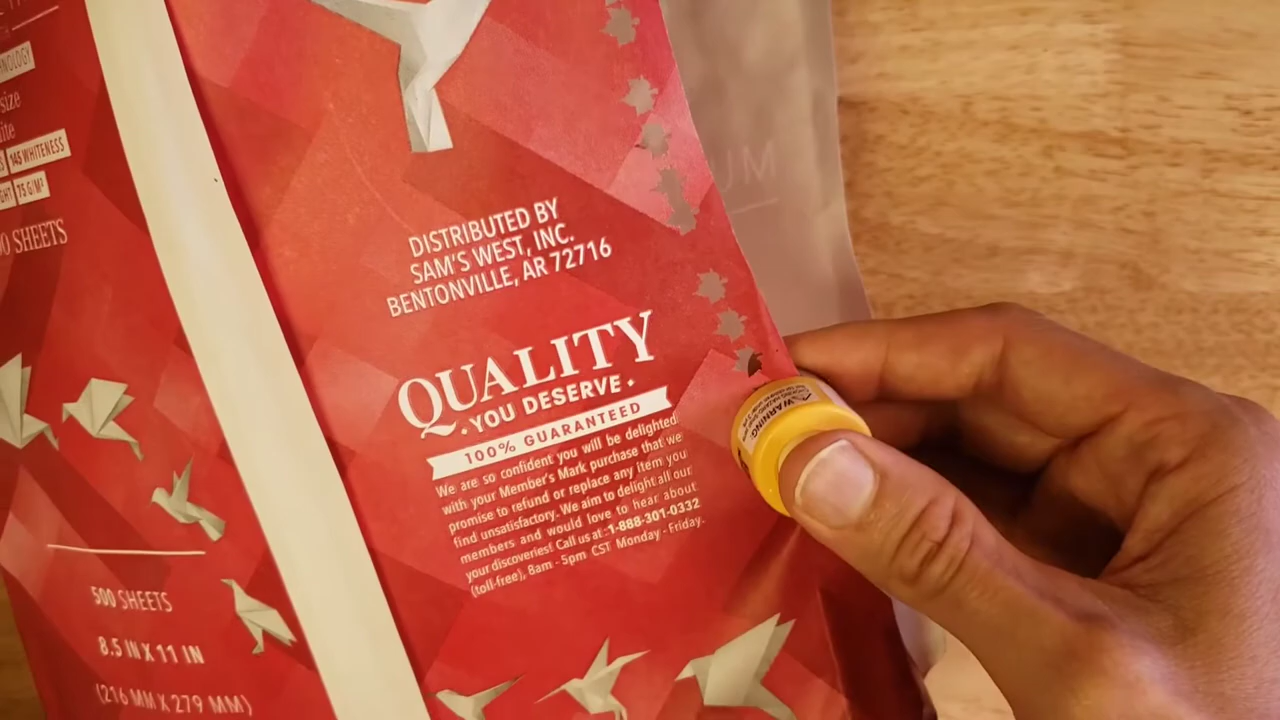 size
145 WHITENESS
75 G/M²
SHEETS
DISTRIBUTED BY
SAM'S WEST, INC.
BENTONVILLE, AR 72716
QUALITY
• YOU DESERVE •
100% GUARANTEED
We are so confident you will be delighted
with your Member's Mark purchase that we
promise to refund or replace any item you
find unsatisfactory. We aim to delight all our
members and would love to hear about
your discoveries! Call us at :1-888-301-0332
(toll-free), 8am - 5pm CST Monday - Friday.
500 SHEETS
8.5 IN X 11 IN
(216 MM X 279 MM)
WARNING:
M